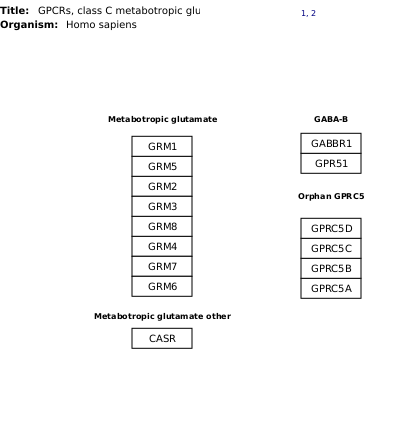 Title: GPCRs, class C metabotropic glu
1, 2
Organism: Homo sapiens
Metabotropic glutamate
GRM1
GRM5
GRM2
GRM3
GRM8
GRM4
GRM7
GRM6
Metabotropic glutamate other
CASR
GABA-B
GABBR1
GPR51
Orphan GPRC5
GPRC5D
GPRC5C
GPRC5B
GPRC5A